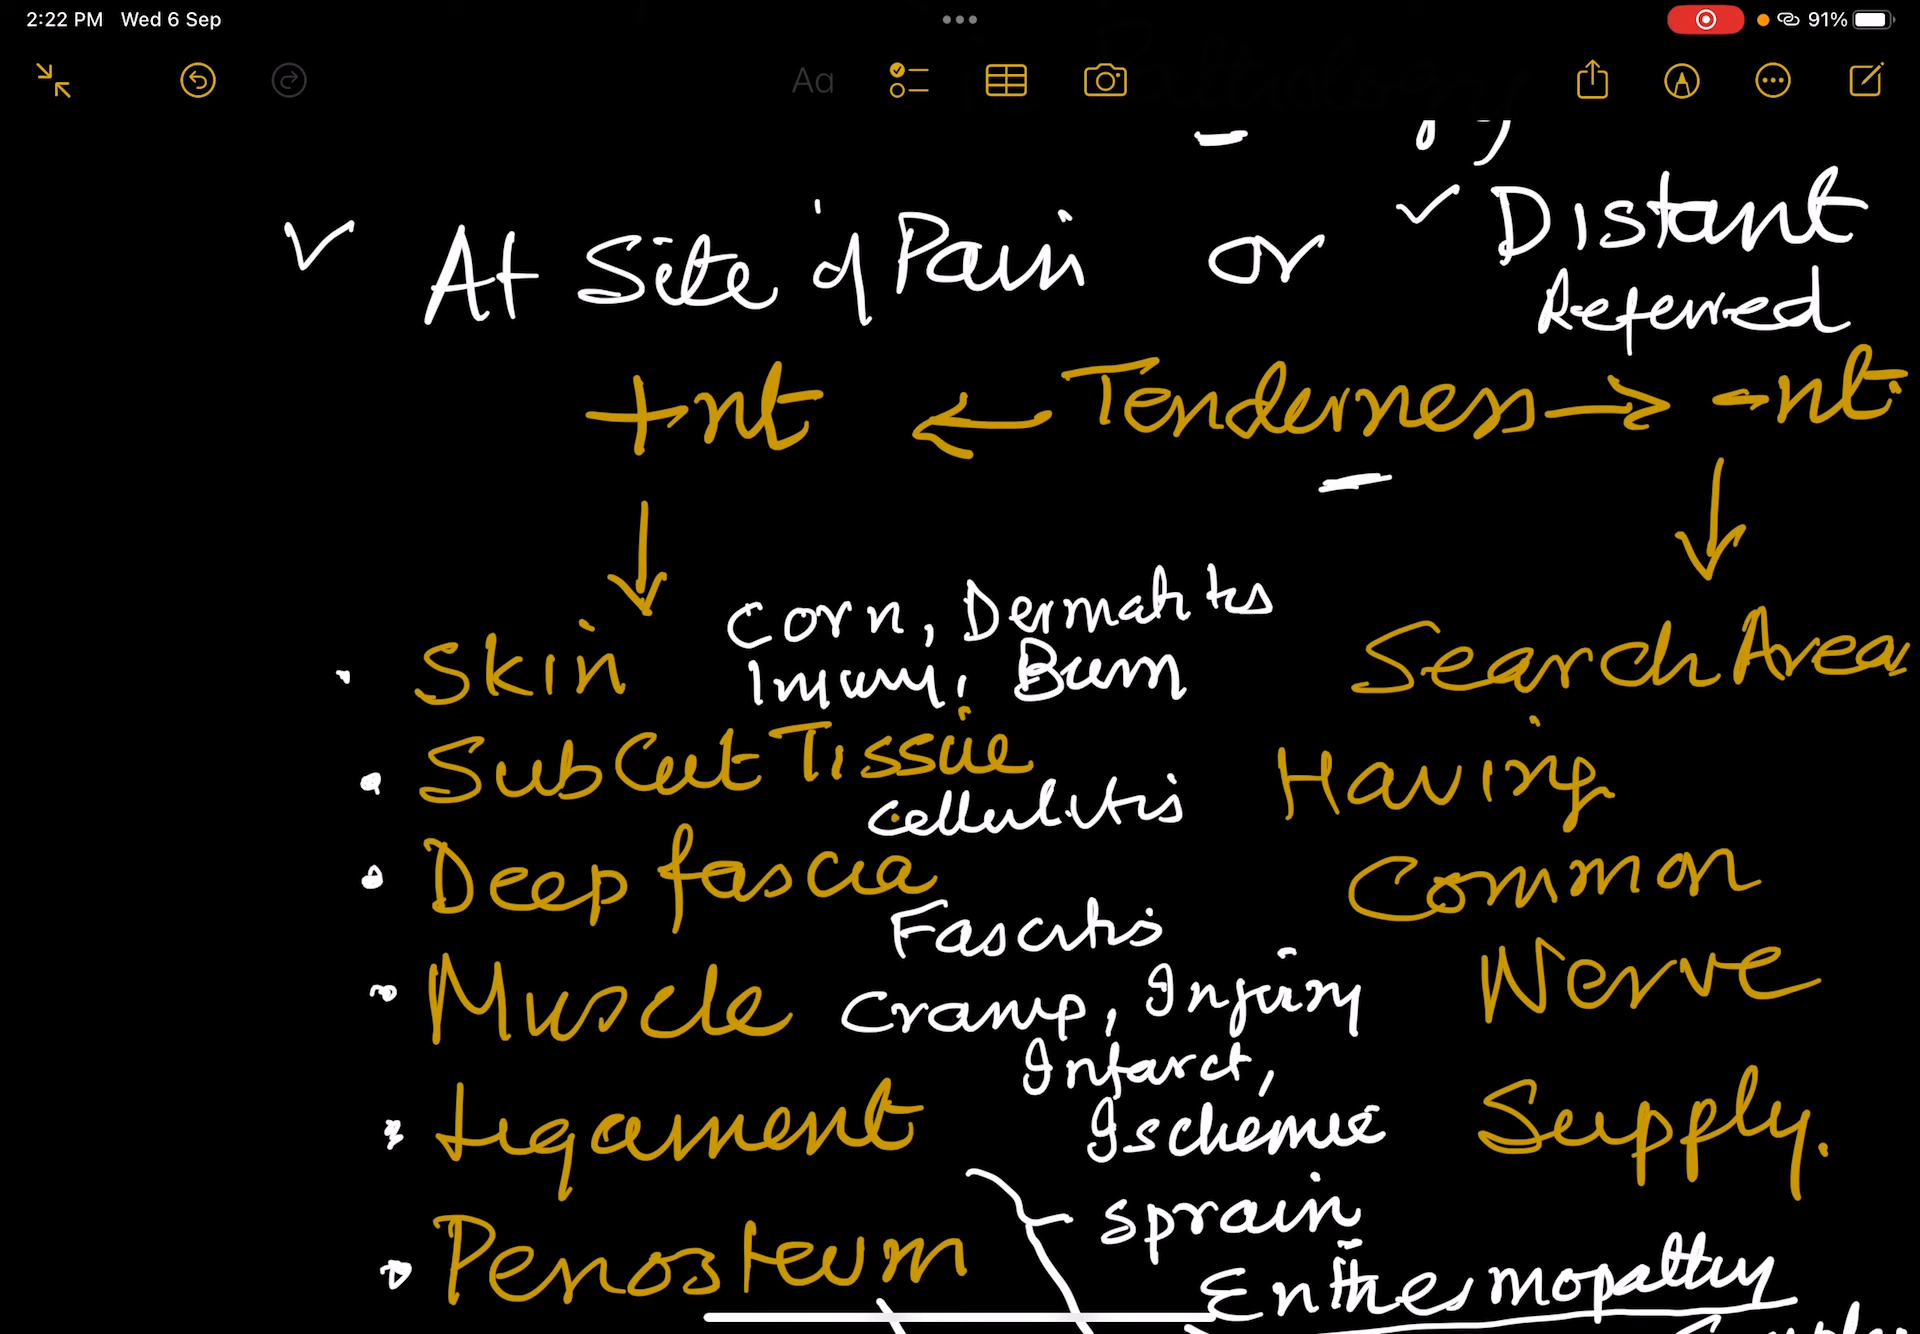 2:22 PM Wed 6 Sep
91%
Aa
Pathology
✓ At Site of Pain or ✓ Distant
Referred
+nt ← Tenderness → -nt.
Corn, Dermatitis
Skin Injury, Burn Search Area
SubCut Tissue Having
Cellulitis
Deep fascia Common
Fascitis
Muscle Cramp, Injury Nerve
Infarct,
Ligament Ischemie Supply.
Sprain
Periosteum